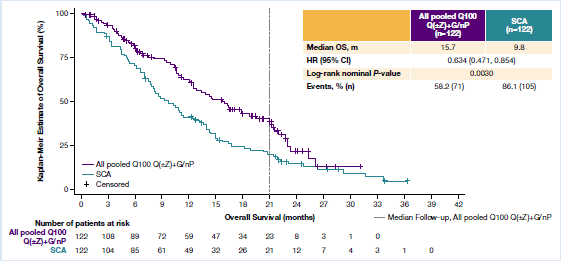 All pooled Q100 Q(±Z)+G/nP (n=122) SCA (n=122)
Median OS, m 15.7 9.8
HR (95% CI) 0.634 (0.471, 0.854)
Log-rank nominal P-value 0.0030
Events, % (n) 58.2 (71) 86.1 (105)
Kaplan-Meir Estimate of Overall Survival (%)
100
75
50
25
0
All pooled Q100 Q(±Z)+G/nP
SCA
Censored
0 3 6 9 12 15 18 21 24 27 30 33 36 39 42
Overall Survival (months)
Median Follow-up, All pooled Q100 Q(±Z)+G/nP
Number of patients at risk
All pooled Q100 Q(±Z)+G/nP 122 108 89 72 59 47 34 23 8 3 1 0
SCA 122 104 85 61 49 32 26 21 12 7 4 3 1 0